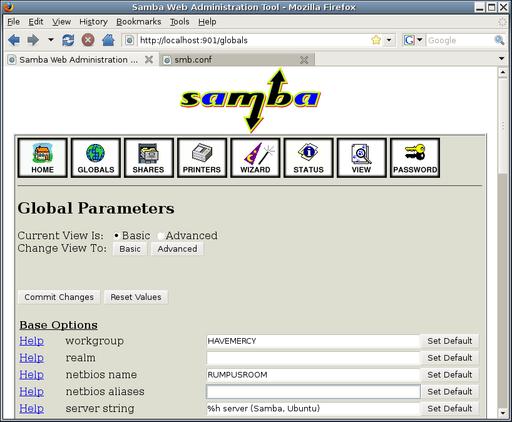 Samba Web Administration Tool - Mozilla Firefox
File Edit View History Bookmarks Tools Help
http://localhost:901/globals
Google
Samba Web Administration ...
smb.conf
samba
HOME GLOBALS SHARES PRINTERS WIZARD STATUS VIEW PASSWORD
Global Parameters
Current View Is: Basic Advanced
Change View To: Basic Advanced
Commit Changes Reset Values
Base Options
Help workgroup HAVEMERCY Set Default
Help realm Set Default
Help netbios name RUMPUSROOM Set Default
Help netbios aliases Set Default
Help server string %h server (Samba, Ubuntu) Set Default